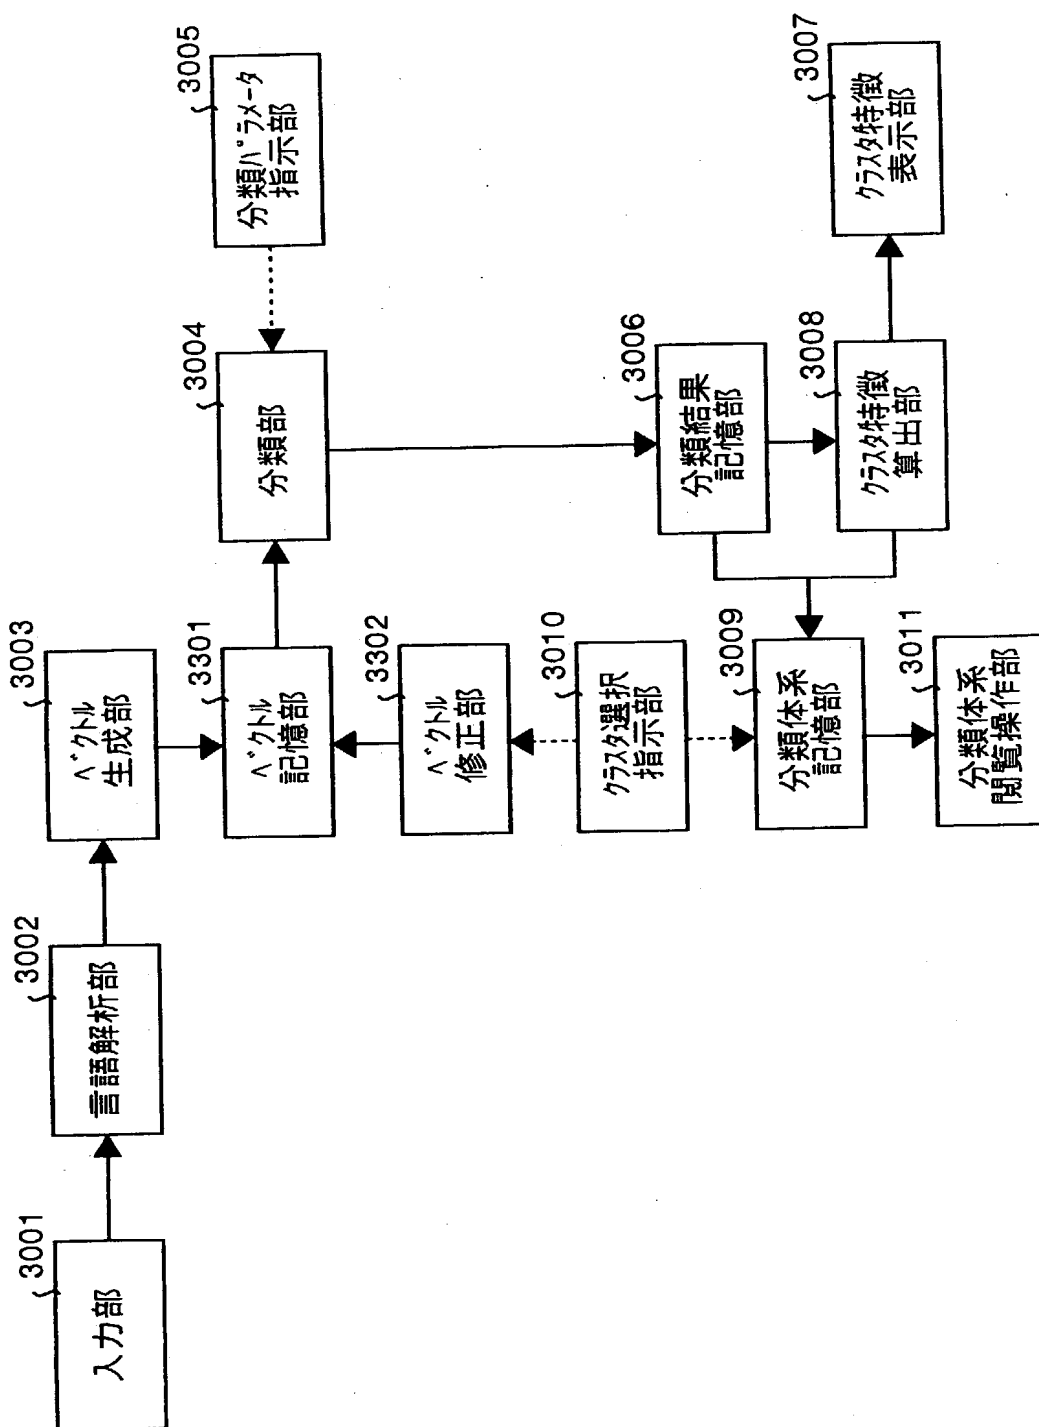 3001
入力部
3002
言語解析部
3003
ベクトル
生成部
3301
ベクトル
記憶部
3302
ベクトル
修正部
3010
クラスタ選択
指示部
3009
分類体系
記憶部
3011
分類体系
閲覧操作部
3004
分類部
3005
分類パラメータ
指示部
3006
分類結果
記憶部
3008
クラスタ特徴
算出部
3007
クラスタ特徴
表示部